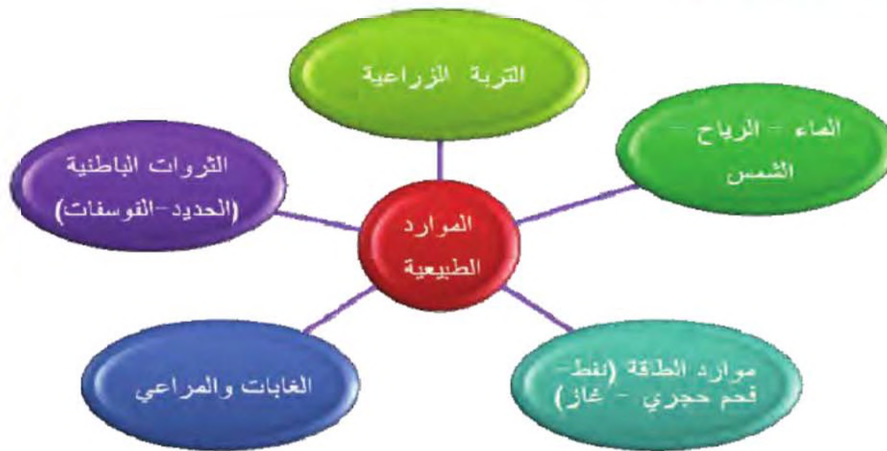 التربة الزراعية
الماء - الرياح -
الشمس
الثروات الباطنية
(الحديد-الفوسفات)
الموارد
الطبيعية
الغابات والمراعي
موارد الطاقة (نفط-
فحم حجري - غاز)